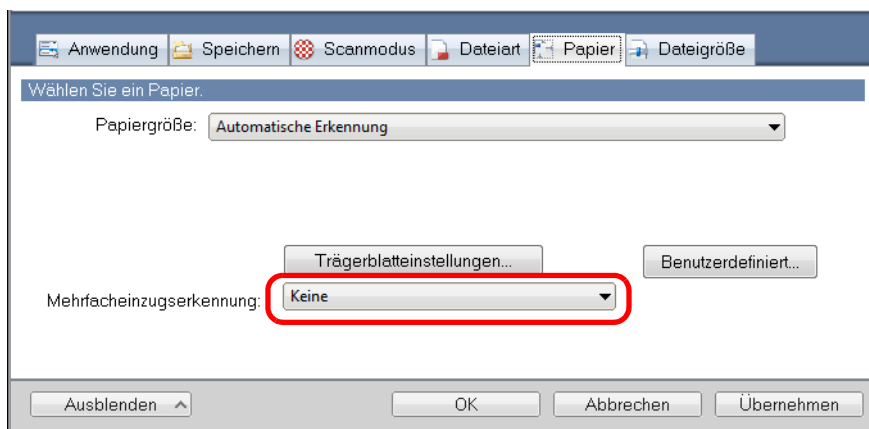 Anwendung Speichern Scanmodus Dateiart Papier Dateigröße
Wählen Sie ein Papier.
Papiergröße: Automatische Erkennung
Trägerblatteinstellungen... Benutzerdefiniert...
Mehrfacheinzugserkennung: Keine
Ausblenden OK Abbrechen Übernehmen